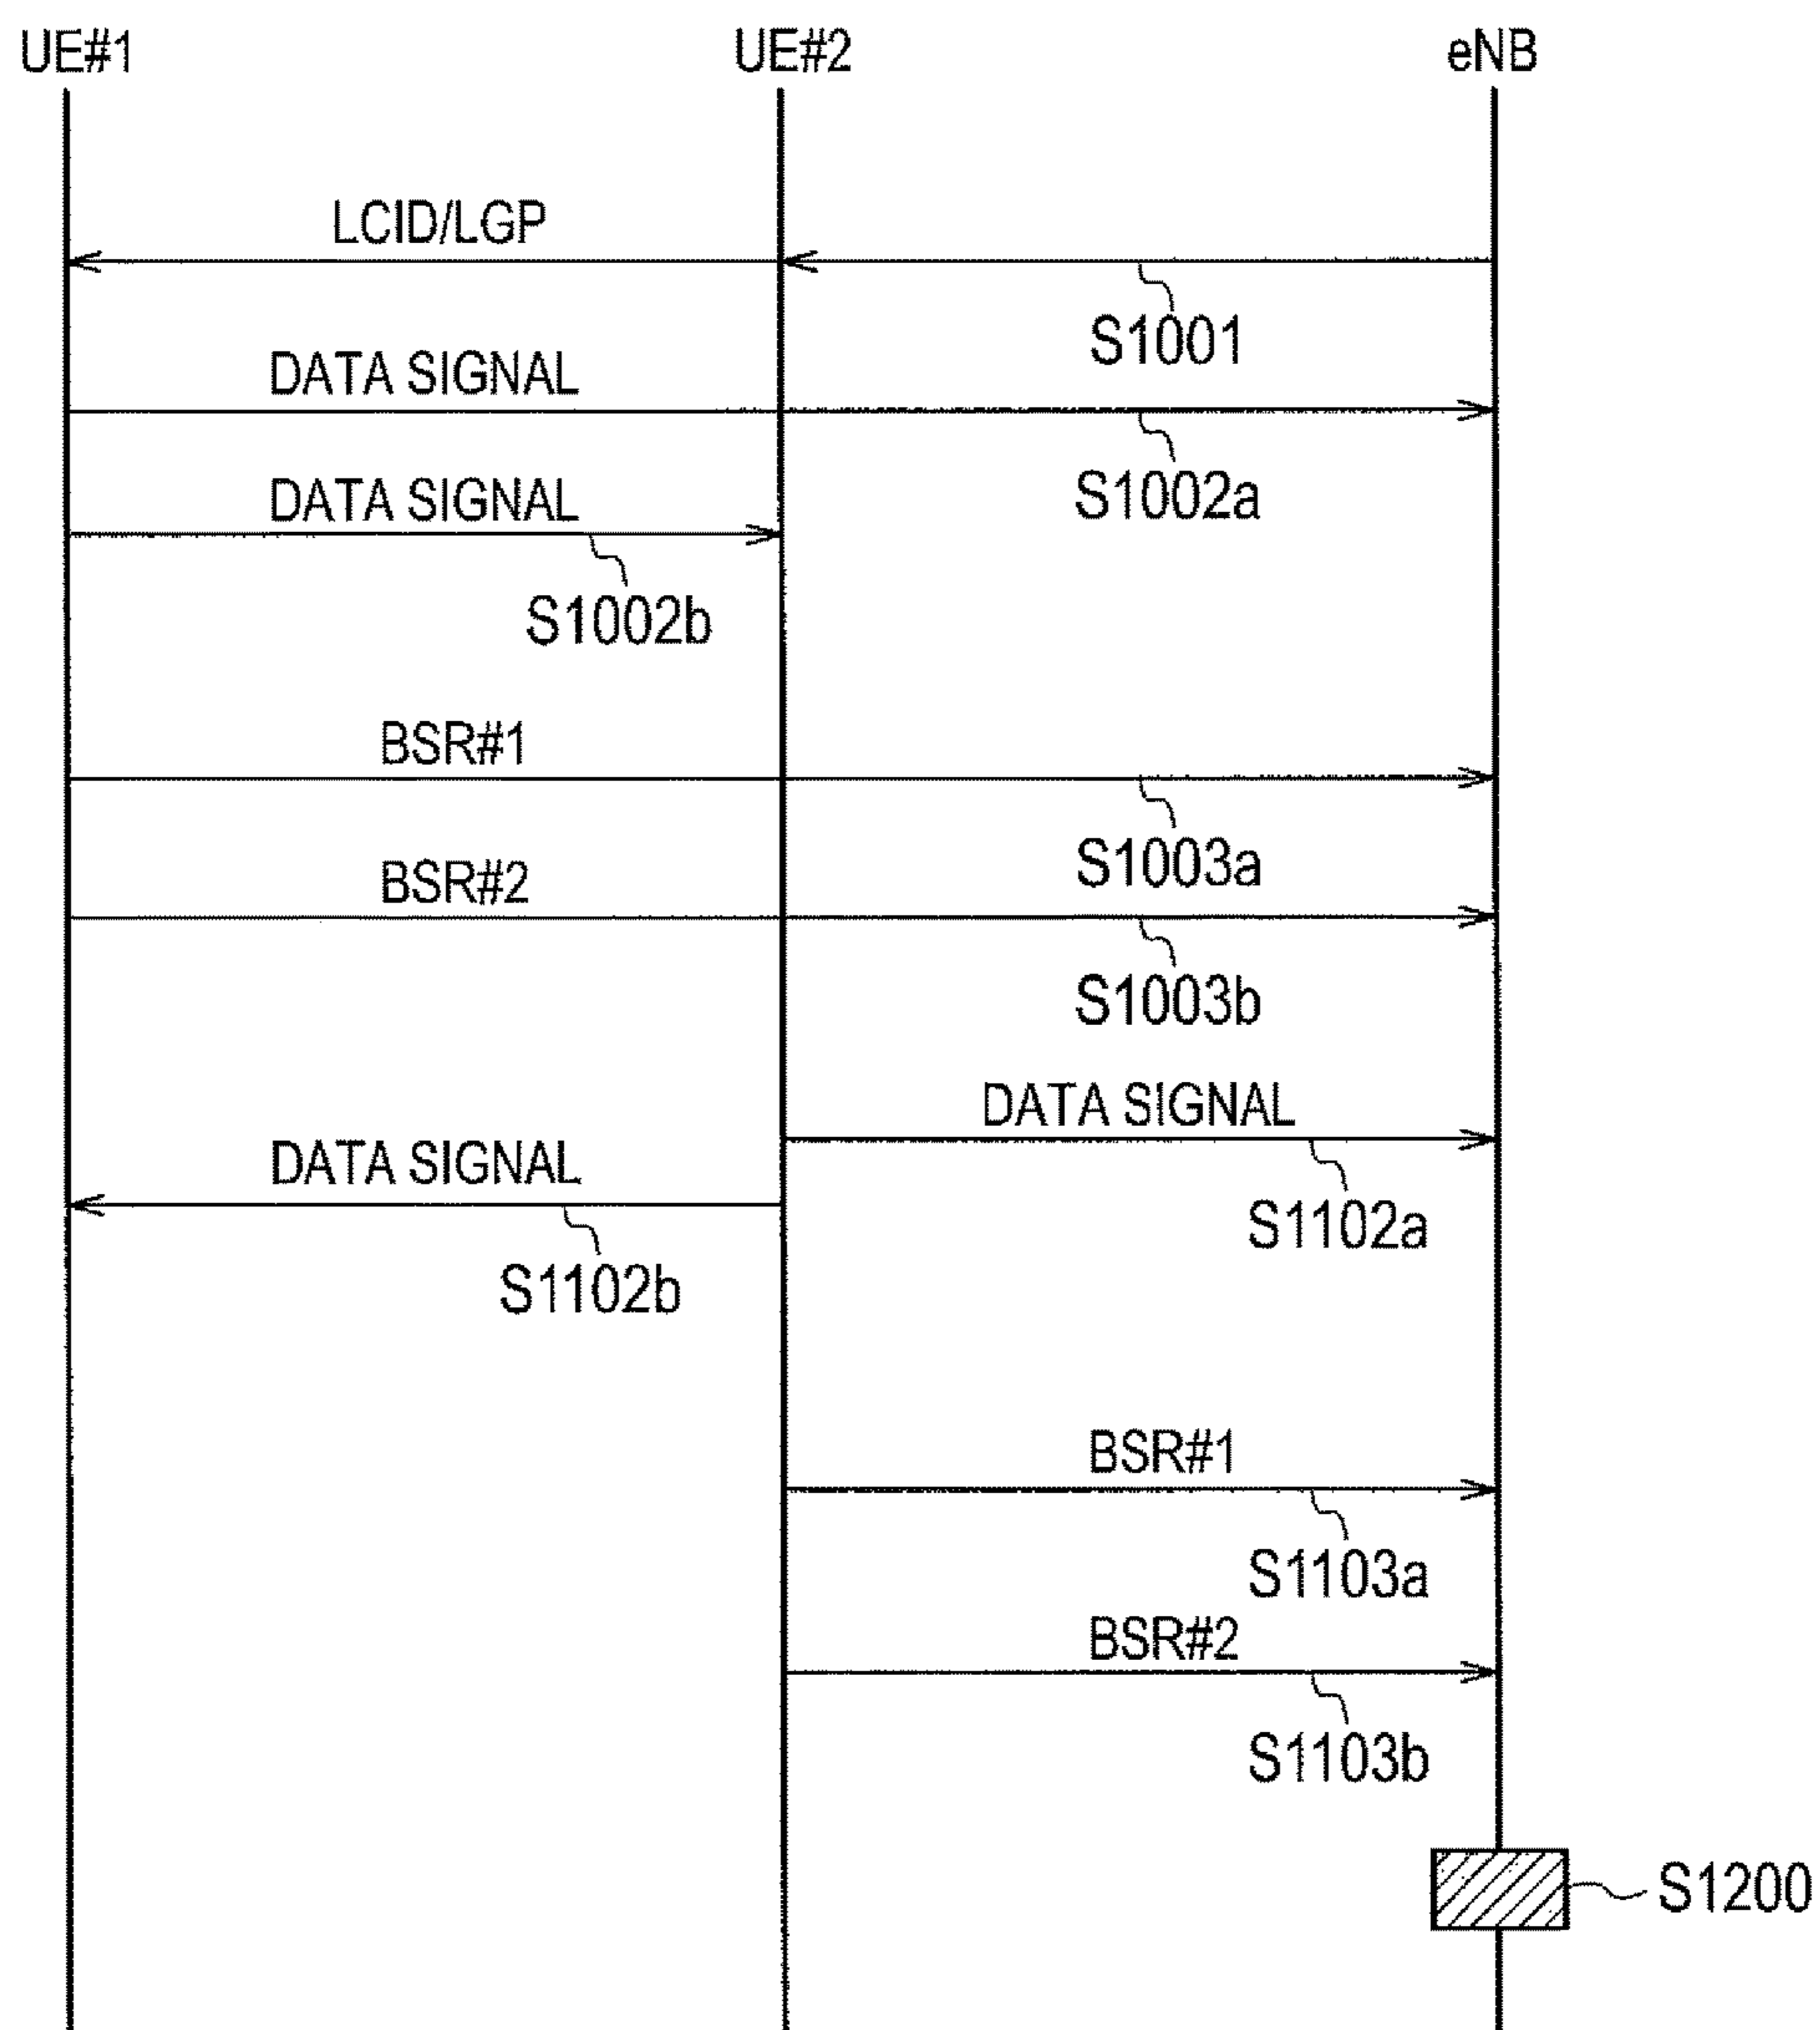 UE#1 UE#2 eNB
LCID/LGP
S1001
DATA SIGNAL
S1002a
DATA SIGNAL
S1002b
BSR#1
S1003a
BSR#2
S1003b
DATA SIGNAL
S1102a
DATA SIGNAL
S1102b
BSR#1
S1103a
BSR#2
S1103b
S1200